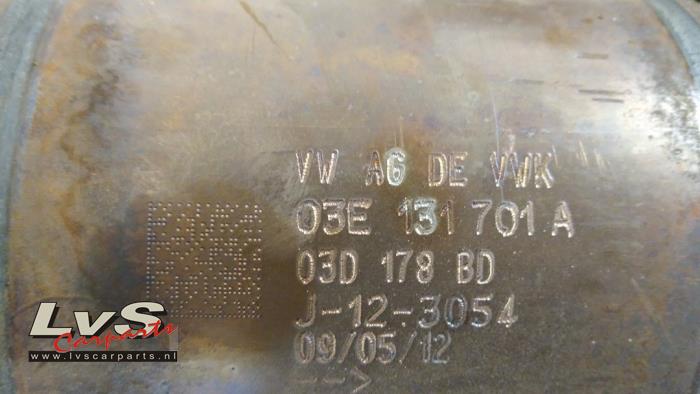 VW AG DE VWK
03E 131 701 A
03D 178 BD
J-12-3054
09/05/12
-->
LvS
Carparts
www.lvscarparts.nl